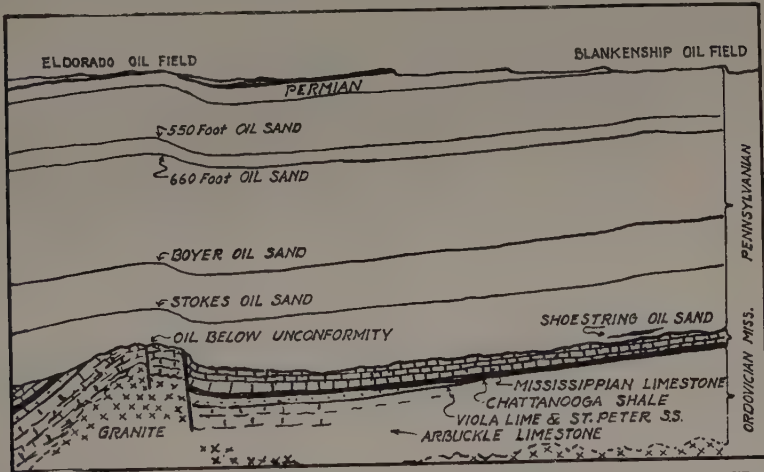 ELDORADO OIL FIELD
BLANKENSHIP OIL FIELD
PERMIAN
550 Foot OIL SAND
660 Foot OIL SAND
BOYER OIL SAND
STOKES OIL SAND
OIL BELOW UNCONFORMITY
SHOESTRING OIL SAND
MISSISSIPPIAN LIMESTONE
CHATTANOOGA SHALE
VIOLA LIME & ST. PETER S.S.
ARBUCKLE LIMESTONE
GRANITE
PENNSYLVANIAN
MISS.
ORDOVICIAN